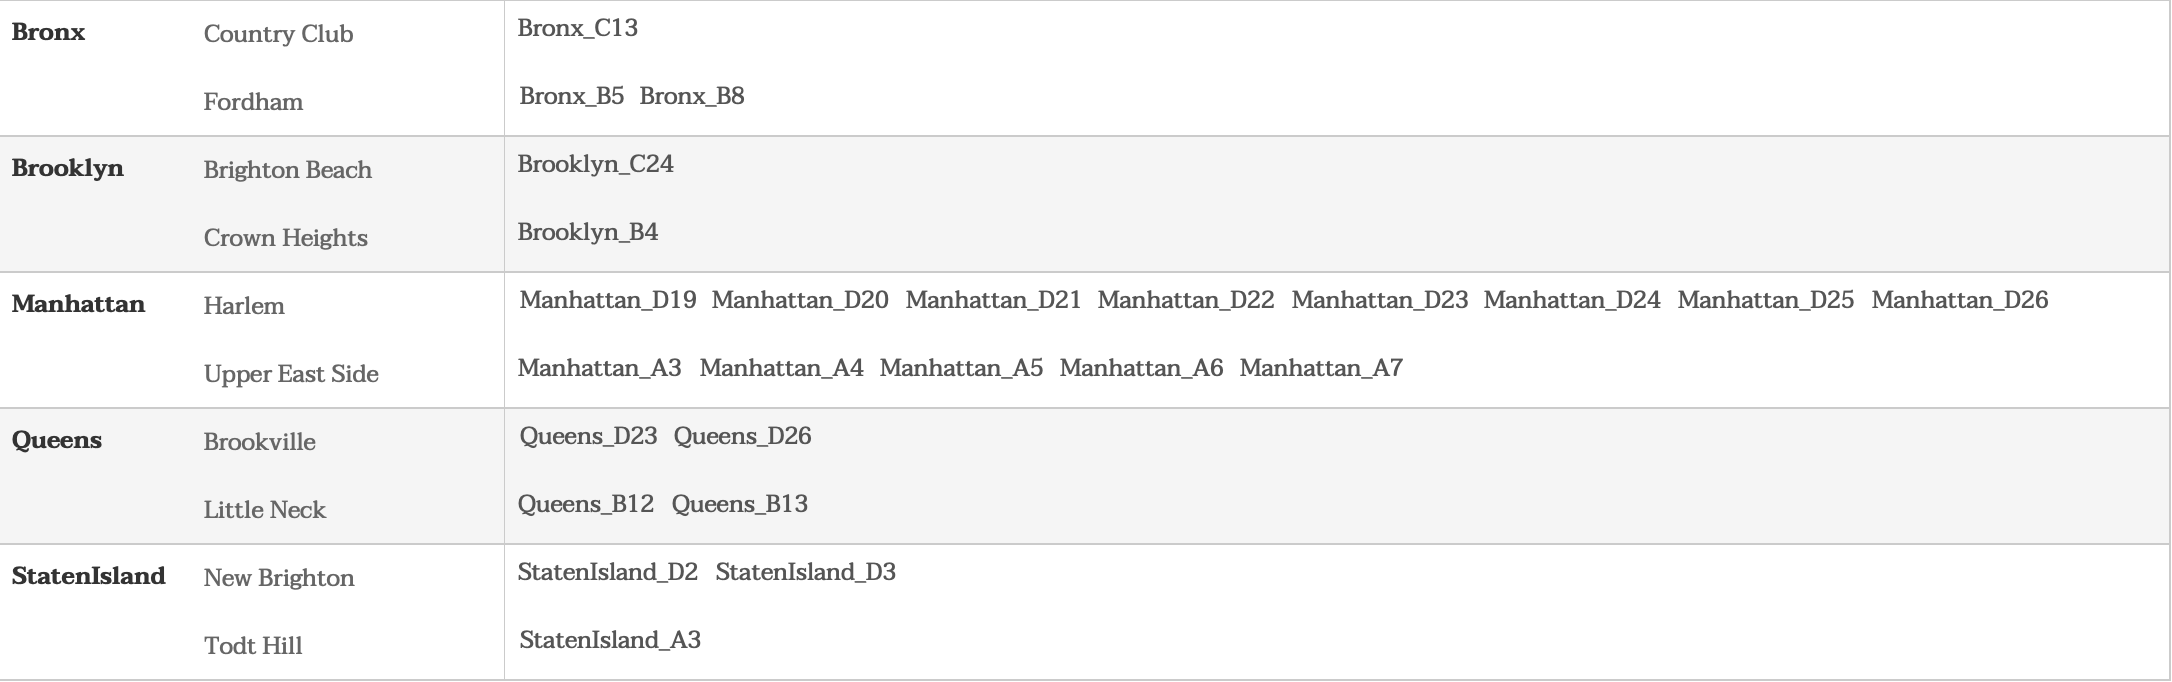 Bronx Country Club Bronx_C13
Fordham Bronx_B5 Bronx_B8
Brooklyn Brighton Beach Brooklyn_C24
Crown Heights Brooklyn_B4
Manhattan Harlem Manhattan_D19 Manhattan_D20 Manhattan_D21 Manhattan_D22 Manhattan_D23 Manhattan_D24 Manhattan_D25 Manhattan_D26
Upper East Side Manhattan_A3 Manhattan_A4 Manhattan_A5 Manhattan_A6 Manhattan_A7
Queens Brookville Queens_D23 Queens_D26
Little Neck Queens_B12 Queens_B13
StatenIsland New Brighton StatenIsland_D2 StatenIsland_D3
Todt Hill StatenIsland_A3